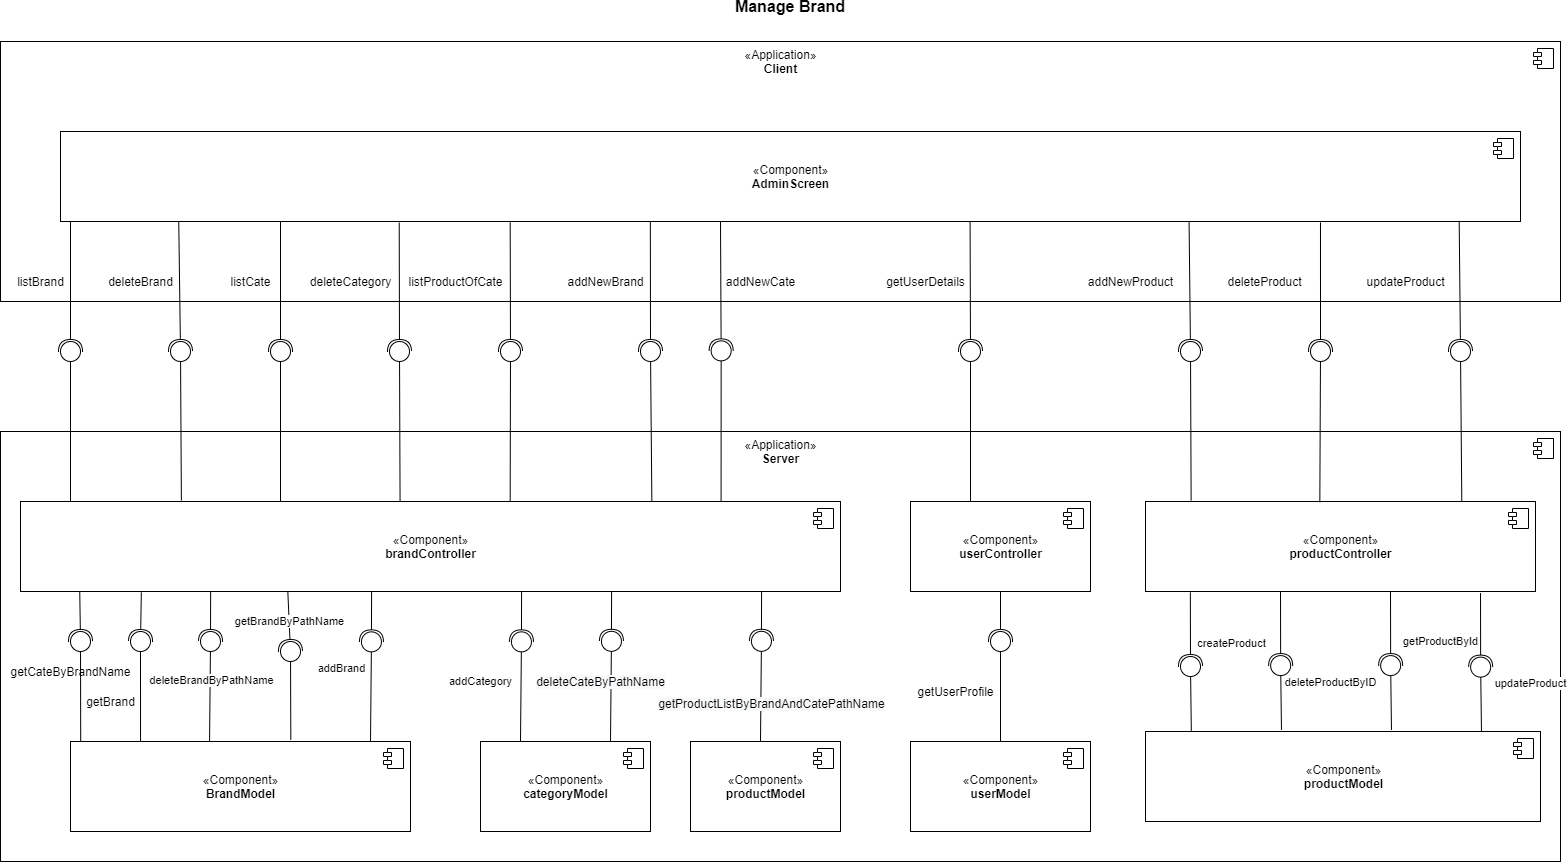 Manage Brand
«Application»
Client
«Component»
AdminScreen
listBrand
deleteBrand
listCate
deleteCategory
listProductOfCate
addNewBrand
addNewCate
getUserDetails
addNewProduct
deleteProduct
updateProduct
«Application»
Server
«Component»
brandController
«Component»
userController
«Component»
productController
getCateByBrandName
getBrand
deleteBrandByPathName
getBrandByPathName
addBrand
addCategory
deleteCateByPathName
getProductListByBrandAndCatePathName
getUserProfile
createProduct
deleteProductByID
getProductById
updateProduct
«Component»
BrandModel
«Component»
categoryModel
«Component»
productModel
«Component»
userModel
«Component»
productModel